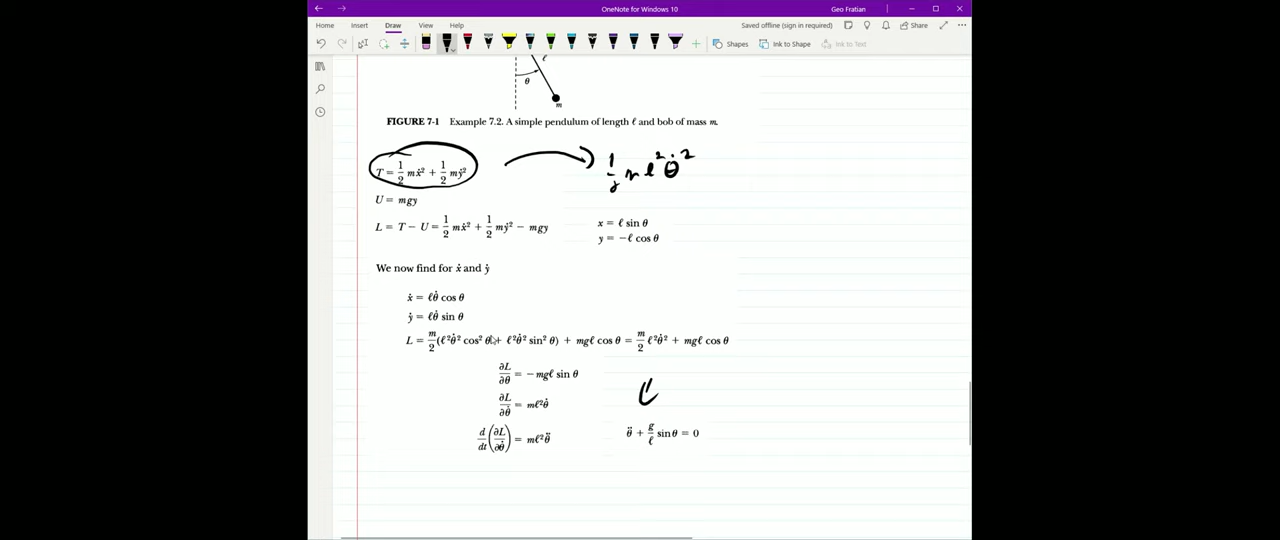 OneNote for Windows 10
Geo Fratian
Home Insert Draw View Help
Saved offline (sign in required)
Share
Shapes
Ink to Shape
Ink to Text
ℓ
θ
m
FIGURE 7-1 Example 7.2. A simple pendulum of length ℓ and bob of mass m.
T = 1/2 mẋ² + 1/2 mẏ²
1/2 m ℓ² θ̇²
U = mgy
L = T − U = 1/2 mẋ² + 1/2 mẏ² − mgy
x = ℓ sin θ
y = −ℓ cos θ
We now find for ẋ and ẏ
ẋ = ℓθ̇ cos θ
ẏ = ℓθ̇ sin θ
L = m/2 (ℓ²θ̇² cos² θ + ℓ²θ̇² sin² θ) + mgℓ cos θ = m/2 ℓ²θ̇² + mgℓ cos θ
∂L/∂θ = −mgℓ sin θ
∂L/∂θ̇ = mℓ²θ̇
d/dt (∂L/∂θ̇) = mℓ²θ̈
θ̈ + g/ℓ sin θ = 0